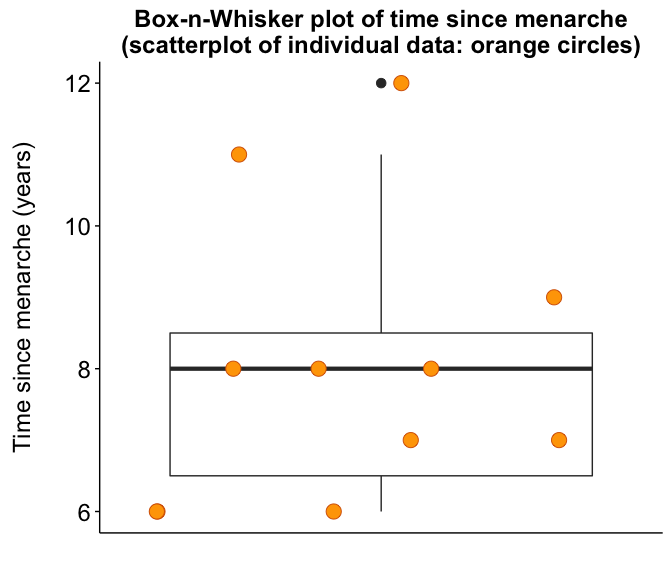 Box-n-Whisker plot of time since menarche
(scatterplot of individual data: orange circles)
Time since menarche (years)
12
10
8
6